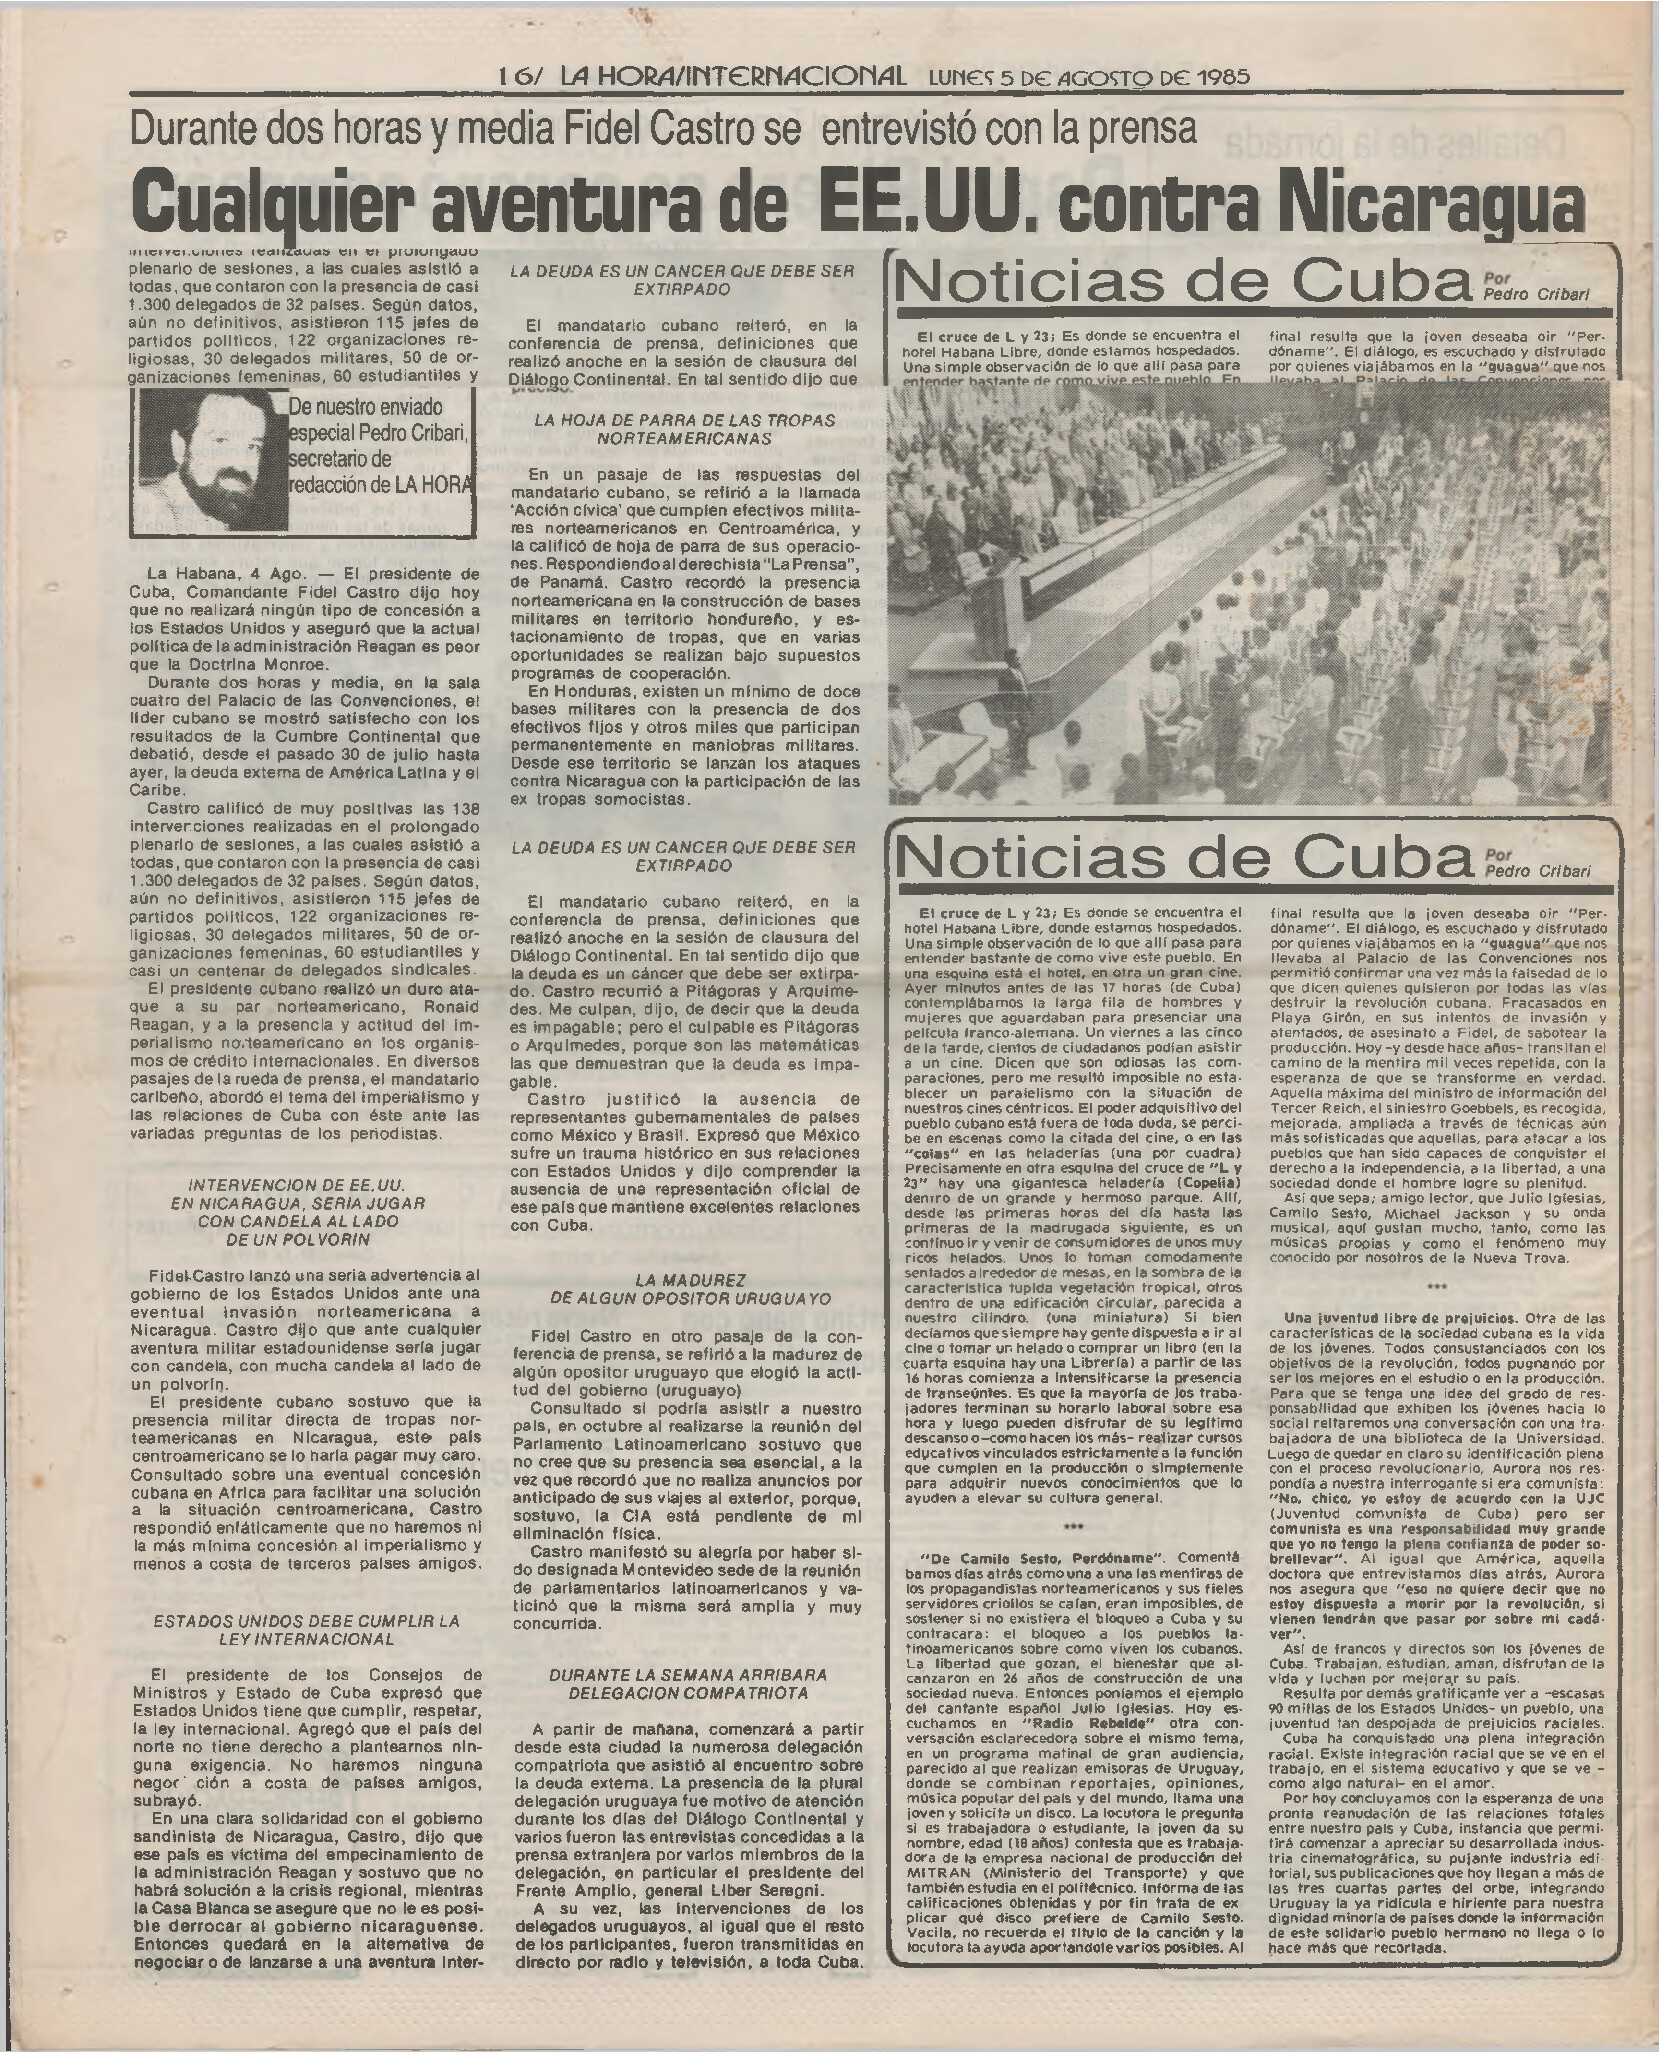 16/ LA HORA/INTERNACIONAL LUNES 5 DE AGOSTO DE 1985
Durante dos horas y media Fidel Castro se entrevistó con la prensa
Cualquier aventura de EE.UU. contra Nicaragua
intervenciones realizadas en el prolongado
plenario de sesiones, a las cuales asistió a
todas, que contaron con la presencia de casi
1.300 delegados de 32 países. Según datos,
aún no definitivos, asistieron 115 jefes de
partidos políticos, 122 organizaciones re-
ligiosas, 30 delegados militares, 50 de or-
ganizaciones femeninas, 60 estudiantiles y
De nuestro enviado
especial Pedro Cribari,
secretario de
redacción de LA HORA
La Habana, 4 Ago. — El presidente de
Cuba, Comandante Fidel Castro dijo hoy
que no realizará ningún tipo de concesión a
los Estados Unidos y aseguró que la actual
política de la administración Reagan es peor
que la Doctrina Monroe.
Durante dos horas y media, en la sala
cuatro del Palacio de las Convenciones, el
líder cubano se mostró satisfecho con los
resultados de la Cumbre Continental que
debatió, desde el pasado 30 de julio hasta
ayer, la deuda externa de América Latina y el
Caribe.
Castro calificó de muy positivas las 138
intervenciones realizadas en el prolongado
plenario de sesiones, a las cuales asistió a
todas, que contaron con la presencia de casi
1.300 delegados de 32 países. Según datos,
aún no definitivos, asistieron 115 jefes de
partidos políticos, 122 organizaciones re-
ligiosas, 30 delegados militares, 50 de or-
ganizaciones femeninas, 60 estudiantiles y
casi un centenar de delegados sindicales.
El presidente cubano realizó un duro ata-
que a su par norteamericano, Ronald
Reagan, y a la presencia y actitud del im-
perialismo norteamericano en los organis-
mos de crédito internacionales. En diversos
pasajes de la rueda de prensa, el mandatario
caribeño, abordó el tema del imperialismo y
las relaciones de Cuba con éste ante las
variadas preguntas de los periodistas.
INTERVENCION DE EE.UU.
EN NICARAGUA, SERIA JUGAR
CON CANDELA AL LADO
DE UN POLVORIN
Fidel Castro lanzó una seria advertencia al
gobierno de los Estados Unidos ante una
eventual invasión norteamericana a
Nicaragua. Castro dijo que ante cualquier
aventura militar estadounidense sería jugar
con candela, con mucha candela al lado de
un polvorín.
El presidente cubano sostuvo que la
presencia militar directa de tropas nor-
teamericanas en Nicaragua, este país
centroamericano se lo haría pagar muy caro.
Consultado sobre una eventual concesión
cubana en Africa para facilitar una solución
a la situación centroamericana, Castro
respondió enfáticamente que no haremos ni
la más mínima concesión al imperialismo y
menos a costa de terceros países amigos.
ESTADOS UNIDOS DEBE CUMPLIR LA
LEY INTERNACIONAL
El presidente de los Consejos de
Ministros y Estado de Cuba expresó que
Estados Unidos tiene que cumplir, respetar,
la ley internacional. Agregó que el país del
norte no tiene derecho a plantearnos nin-
guna exigencia. No haremos ninguna
negor ción a costa de países amigos,
subrayó.
En una clara solidaridad con el gobierno
sandinista de Nicaragua, Castro, dijo que
ese país es víctima del empecinamiento de
la administración Reagan y sostuvo que no
habrá solución a la crisis regional, mientras
la Casa Blanca se asegure que no le es posi-
ble derrocar al gobierno nicaraguense.
Entonces quedará en la alternativa de
negociar o de lanzarse a una aventura inter-
LA DEUDA ES UN CANCER QUE DEBE SER
EXTIRPADO
El mandatario cubano reiteró, en la
conferencia de prensa, definiciones que
realizó anoche en la sesión de clausura del
Diálogo Continental. En tal sentido dijo que
LA HOJA DE PARRA DE LAS TROPAS
NORTEAMERICANAS
En un pasaje de las respuestas del
mandatario cubano, se refirió a la llamada
'Acción cívica' que cumplen efectivos milita-
res norteamericanos en Centroamérica, y
la calificó de hoja de parra de sus operacio-
nes. Respondiendo al derechista "La Prensa",
de Panamá. Castro recordó la presencia
norteamericana en la construcción de bases
militares en territorio hondureño, y es-
tacionamiento de tropas, que en varias
oportunidades se realizan bajo supuestos
programas de cooperación.
En Honduras, existen un mínimo de doce
bases militares con la presencia de dos
efectivos fijos y otros miles que participan
permanentemente en maniobras militares.
Desde ese territorio se lanzan los ataques
contra Nicaragua con la participación de las
ex tropas somocistas.
LA DEUDA ES UN CANCER QUE DEBE SER
EXTIRPADO
El mandatario cubano reiteró, en la
conferencia de prensa, definiciones que
realizó anoche en la sesión de clausura del
Diálogo Continental. En tal sentido dijo que
la deuda es un cáncer que debe ser extirpa-
do. Castro recurrió a Pitágoras y Arquíme-
des. Me culpan, dijo, de decir que la deuda
es impagable; pero el culpable es Pitágoras
o Arquímedes, porque son las matemáticas
las que demuestran que la deuda es impa-
gable.
Castro justificó la ausencia de
representantes gubernamentales de países
como México y Brasil. Expresó que México
sufre un trauma histórico en sus relaciones
con Estados Unidos y dijo comprender la
ausencia de una representación oficial de
ese país que mantiene excelentes relaciones
con Cuba.
LA MADUREZ
DE ALGUN OPOSITOR URUGUAYO
Fidel Castro en otro pasaje de la con-
ferencia de prensa, se refirió a la madurez de
algún opositor uruguayo que elogió la acti-
tud del gobierno (uruguayo)
Consultado si podría asistir a nuestro
país, en octubre al realizarse la reunión del
Parlamento Latinoamericano sostuvo que
no cree que su presencia sea esencial, a la
vez que recordó que no realiza anuncios por
anticipado de sus viajes al exterior, porque,
sostuvo, la CIA está pendiente de mi
eliminación física.
Castro manifestó su alegría por haber si-
do designada Montevideo sede de la reunión
de parlamentarios latinoamericanos y va-
ticinó que la misma será amplia y muy
concurrida.
DURANTE LA SEMANA ARRIBARA
DELEGACION COMPATRIOTA
A partir de mañana, comenzará a partir
desde esta ciudad la numerosa delegación
compatriota que asistió al encuentro sobre
la deuda externa. La presencia de la plural
delegación uruguaya fue motivo de atención
durante los días del Diálogo Continental y
varios fueron las entrevistas concedidas a la
prensa extranjera por varios miembros de la
delegación, en particular el presidente del
Frente Amplio, general Liber Seregni.
A su vez, las intervenciones de los
delegados uruguayos, al igual que el resto
de los participantes, fueron transmitidas en
directo por radio y televisión, a toda Cuba.
Noticias de Cuba Por
Pedro Cribari
El cruce de L y 23; Es donde se encuentra el
hotel Habana Libre, donde estamos hospedados.
Una simple observación de lo que allí pasa para
entender bastante de como vive este pueblo. En
final resulta que la joven deseaba oir "Per-
dóname". El diálogo, es escuchado y disfrutado
por quienes viajábamos en la "guagua" que nos
llevaba al Palacio de las Convenciones nos
Noticias de Cuba Por
Pedro Cribari
El cruce de L y 23; Es donde se encuentra el
hotel Habana Libre, donde estamos hospedados.
Una simple observación de lo que allí pasa para
entender bastante de como vive este pueblo. En
una esquina está el hotel, en otra un gran cine.
Ayer minutos antes de las 17 horas (de Cuba)
contemplábamos la larga fila de hombres y
mujeres que aguardaban para presenciar una
película franco-alemana. Un viernes a las cinco
de la tarde, cientos de ciudadanos podían asistir
a un cine. Dicen que son odiosas las com-
paraciones, pero me resultó imposible no esta-
blecer un paralelismo con la situación de
nuestros cines céntricos. El poder adquisitivo del
pueblo cubano está fuera de toda duda, se perci-
be en escenas como la citada del cine, o en las
"colas" en las heladerías (una por cuadra)
Precisamente en otra esquina del cruce de "L y
23" hay una gigantesca heladería (Copelia)
dentro de un grande y hermoso parque. Allí,
desde las primeras horas del día hasta las
primeras de la madrugada siguiente, es un
contínuo ir y venir de consumidores de unos muy
ricos helados. Unos lo toman comodamente
sentados alrededor de mesas, en la sombra de la
característica tupida vegetación tropical, otros
dentro de una edificación circular, parecida a
nuestro cilindro. (una miniatura) Si bien
decíamos que siempre hay gente dispuesta a ir al
cine o tomar un helado o comprar un libro (en la
cuarta esquina hay una Librería) a partir de las
16 horas comienza a intensificarse la presencia
de transeúntes. Es que la mayoría de los traba-
jadores terminan su horario laboral sobre esa
hora y luego pueden disfrutar de su legítimo
descanso o-como hacen los más- realizar cursos
educativos vinculados estrictamente a la función
que cumplen en la producción o simplemente
para adquirir nuevos conocimientos que lo
ayuden a elevar su cultura general.
***
"De Camilo Sesto, Perdóname". Comentá
bamos días atrás como una a una las mentiras de
los propagandistas norteamericanos y sus fieles
servidores criollos se caían, eran imposibles, de
sostener si no existiera el bloqueo a Cuba y su
contracara: el bloqueo a los pueblos la-
tinoamericanos sobre como viven los cubanos.
La libertad que gozan, el bienestar que al-
canzaron en 26 años de construcción de una
sociedad nueva. Entonces poníamos el ejemplo
del cantante español Julio Iglesias. Hoy es-
cuchamos en "Radio Rebelde" otra con-
versación esclarecedora sobre el mismo tema,
en un programa matinal de gran audiencia,
parecido al que realizan emisoras de Uruguay,
donde se combinan reportajes, opiniones,
música popular del país y del mundo, llama una
joven y solicita un disco. La locutora le pregunta
si es trabajadora o estudiante, la joven da su
nombre, edad (18 años) contesta que es trabaja-
dora de la empresa nacional de producción del
MITRAN (Ministerio del Transporte) y que
también estudia en el politécnico. Informa de las
calificaciones obtenidas y por fin trata de ex
plicar qué disco prefiere de Camilo Sesto.
Vacila, no recuerda el título de la canción y la
locutora la ayuda aportandole varios posibles. Al
final resulta que la joven deseaba oir "Per-
dóname". El diálogo, es escuchado y disfrutado
por quienes viajábamos en la "guagua" que nos
llevaba al Palacio de las Convenciones nos
permitió confirmar una vez más la falsedad de lo
que dicen quienes quisieron por todas las vías
destruir la revolución cubana. Fracasados en
Playa Girón, en sus intentos de invasión y
atentados, de asesinato a Fidel, de sabotear la
producción. Hoy -y desde hace años- transitan el
camino de la mentira mil veces repetida, con la
esperanza de que se transforme en verdad.
Aquella máxima del ministro de información del
Tercer Reich, el siniestro Goebbels, es recogida,
mejorada, ampliada a través de técnicas aún
más sofisticadas que aquellas, para atacar a los
pueblos que han sido capaces de conquistar el
derecho a la independencia, a la libertad, a una
sociedad donde el hombre logre su plenitud.
Así que sepa; amigo lector, que Julio Iglesias,
Camilo Sesto, Michael Jackson y su onda
musical, aquí gustan mucho, tanto, como las
músicas propias y como el fenómeno muy
conocido por nosotros de la Nueva Trova.
***
Una juventud libre de prejuicios. Otra de las
características de la sociedad cubana es la vida
de los jóvenes. Todos consustanciados con los
objetivos de la revolución, todos pugnando por
ser los mejores en el estudio o en la producción.
Para que se tenga una idea del grado de res-
ponsabilidad que exhiben los jóvenes hacia lo
social reitaremos una conversación con una tra-
bajadora de una biblioteca de la Universidad.
Luego de quedar en claro su identificación plena
con el proceso revolucionario, Aurora nos res-
pondía a nuestra interrogante si era comunista:
"No, chico, yo estoy de acuerdo con la UJC
(Juventud comunista de Cuba) pero ser
comunista es una responsabilidad muy grande
que yo no tengo la plena confianza de poder so-
brellevar". Al igual que América, aquella
doctora que entrevistamos días atrás, Aurora
nos asegura que "eso no quiere decir que no
estoy dispuesta a morir por la revolución, si
vienen tendrán que pasar por sobre mi cadá-
ver".
Así de francos y directos son los jóvenes de
Cuba. Trabajan, estudian, aman, disfrutan de la
vida y luchan por mejorar su país.
Resulta por demás gratificante ver a -escasas
90 millas de los Estados Unidos- un pueblo, una
juventud tan despojada de prejuicios raciales.
Cuba ha conquistado una plena integración
racial. Existe integración racial que se ve en el
trabajo, en el sistema educativo y que se ve -
como algo natural- en el amor.
Por hoy concluyamos con la esperanza de una
pronta reanudación de las relaciones totales
entre nuestro país y Cuba, instancia que permi-
tirá comenzar a apreciar su desarrollada indus-
tria cinematográfica, su pujante industria edi-
torial, sus publicaciones que hoy llegan a más de
las tres cuartas partes del orbe, integrando
Uruguay la ya ridícula e hiriente para nuestra
dignidad minoría de países donde la información
de este solidario pueblo hermano no llega o lo
hace más que recortada.